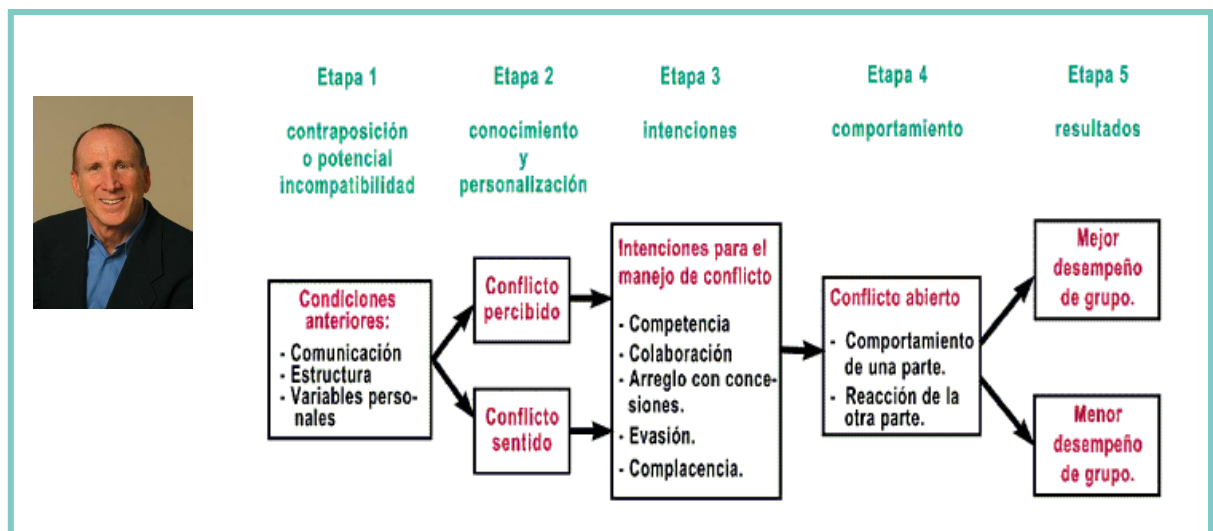 Etapa 1
contraposición
o potencial
incompatibilidad
Etapa 2
conocimiento
y
personalización
Etapa 3
intenciones
Etapa 4
comportamiento
Etapa 5
resultados
Condiciones
anteriores:
- Comunicación
- Estructura
- Variables perso-
nales
Conflicto
percibido
Conflicto
sentido
Intenciones para el
manejo de conflicto
- Competencia
- Colaboración
- Arreglo con conce-
siones.
- Evasión.
- Complacencia.
Conflicto abierto
- Comportamiento
de una parte.
- Reacción de la
otra parte.
Mejor
desempeño
de grupo.
Menor
desempeño
de grupo.